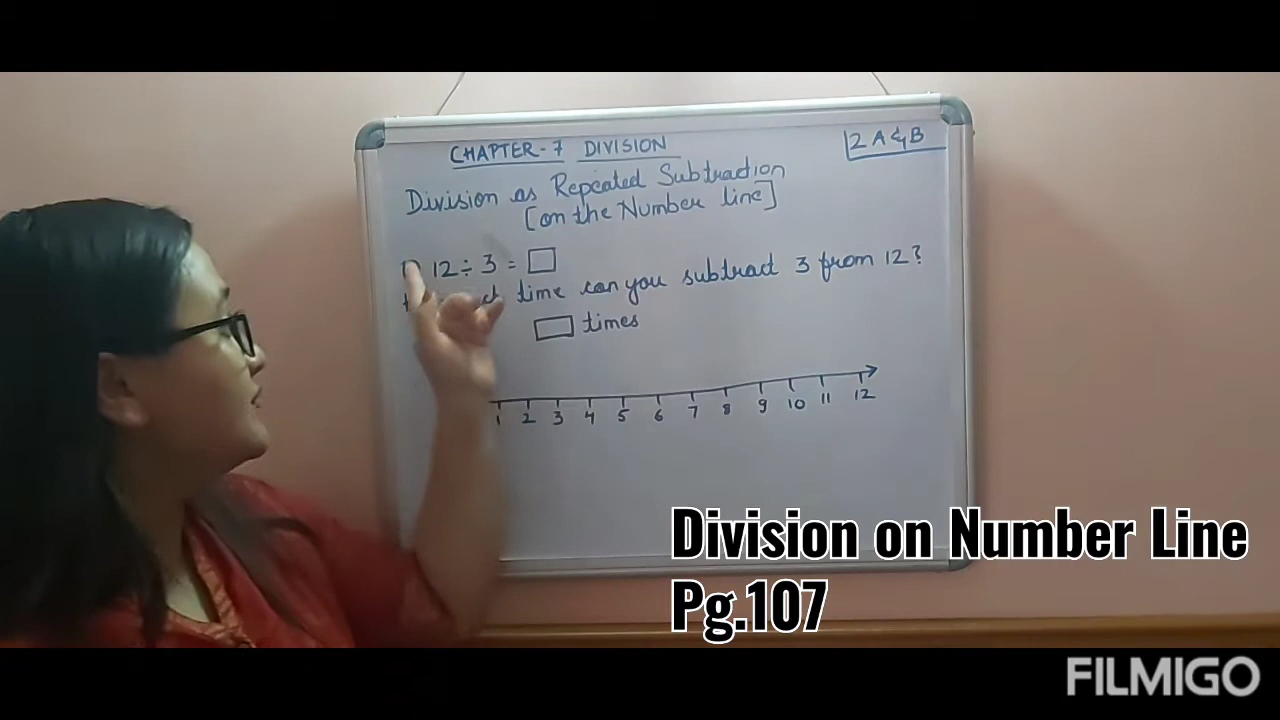 CHAPTER-7 DIVISION
2 A & B
Division as Repeated Subtraction
[on the Number line]
12 ÷ 3 = □
time can you subtract 3 from 12?
□ times
1 2 3 4 5 6 7 8 9 10 11 12
Division on Number Line
Pg.107
FILMIGO